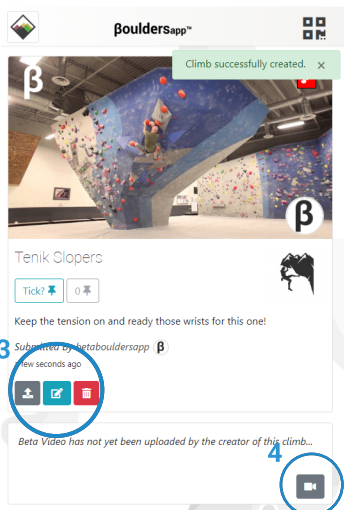 βouldersapp™
Climb successfully created. ×
β
β
Tenik Slopers
Tick? 0
Keep the tension on and ready those wrists for this one!
3
Submitted by betabouldersapp β
a few seconds ago
Beta Video has not yet been uploaded by the creator of this climb...
4